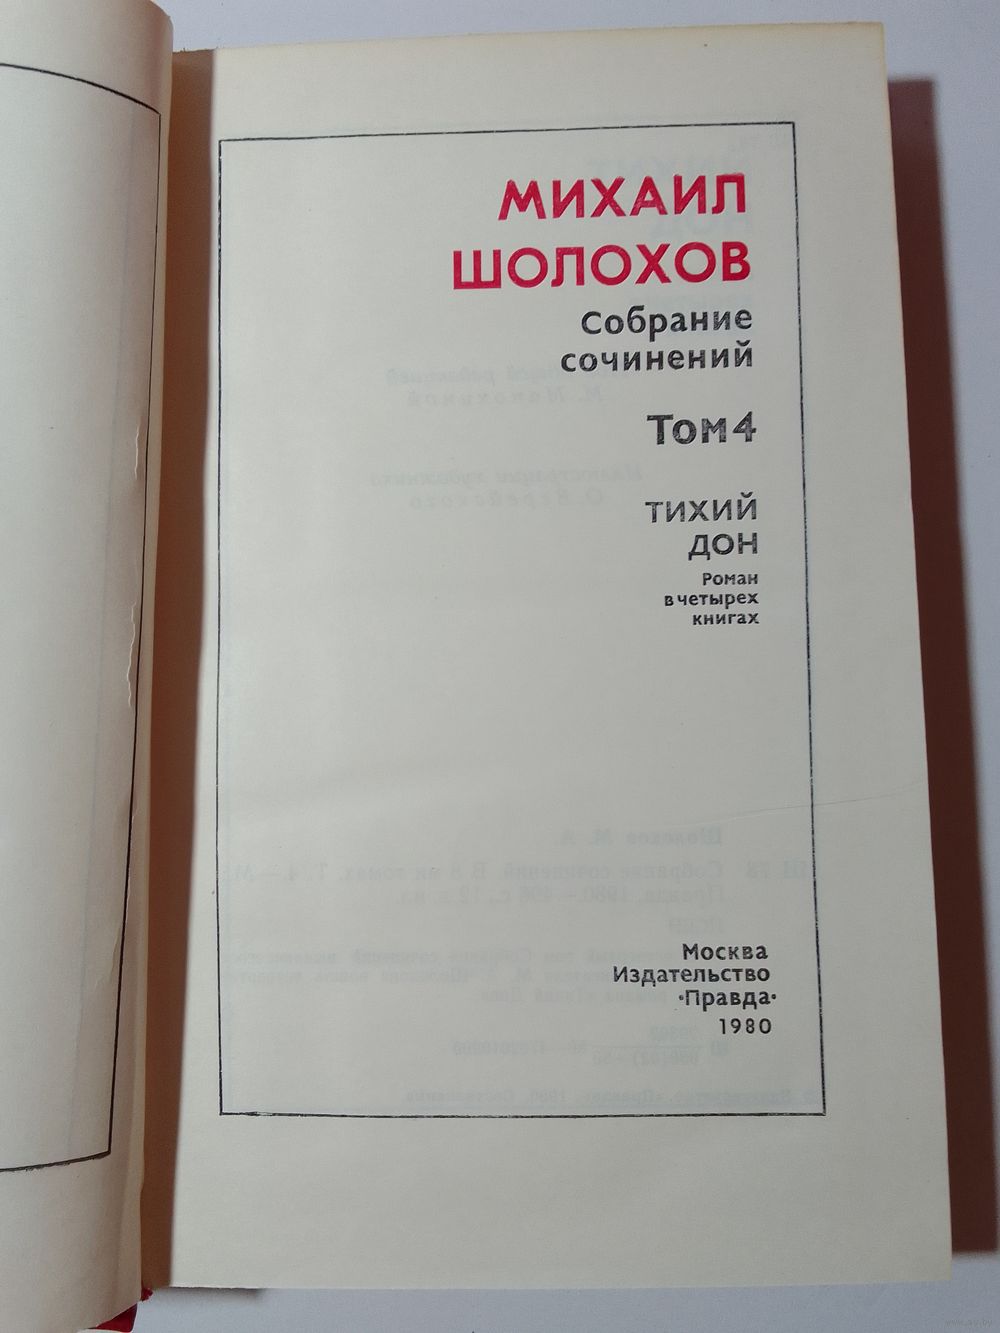 МИХАИЛ
ШОЛОХОВ
Собрание
сочинений
Том 4
ТИХИЙ
ДОН
Роман
в четырех
книгах
Москва
Издательство
•Правда•
1980